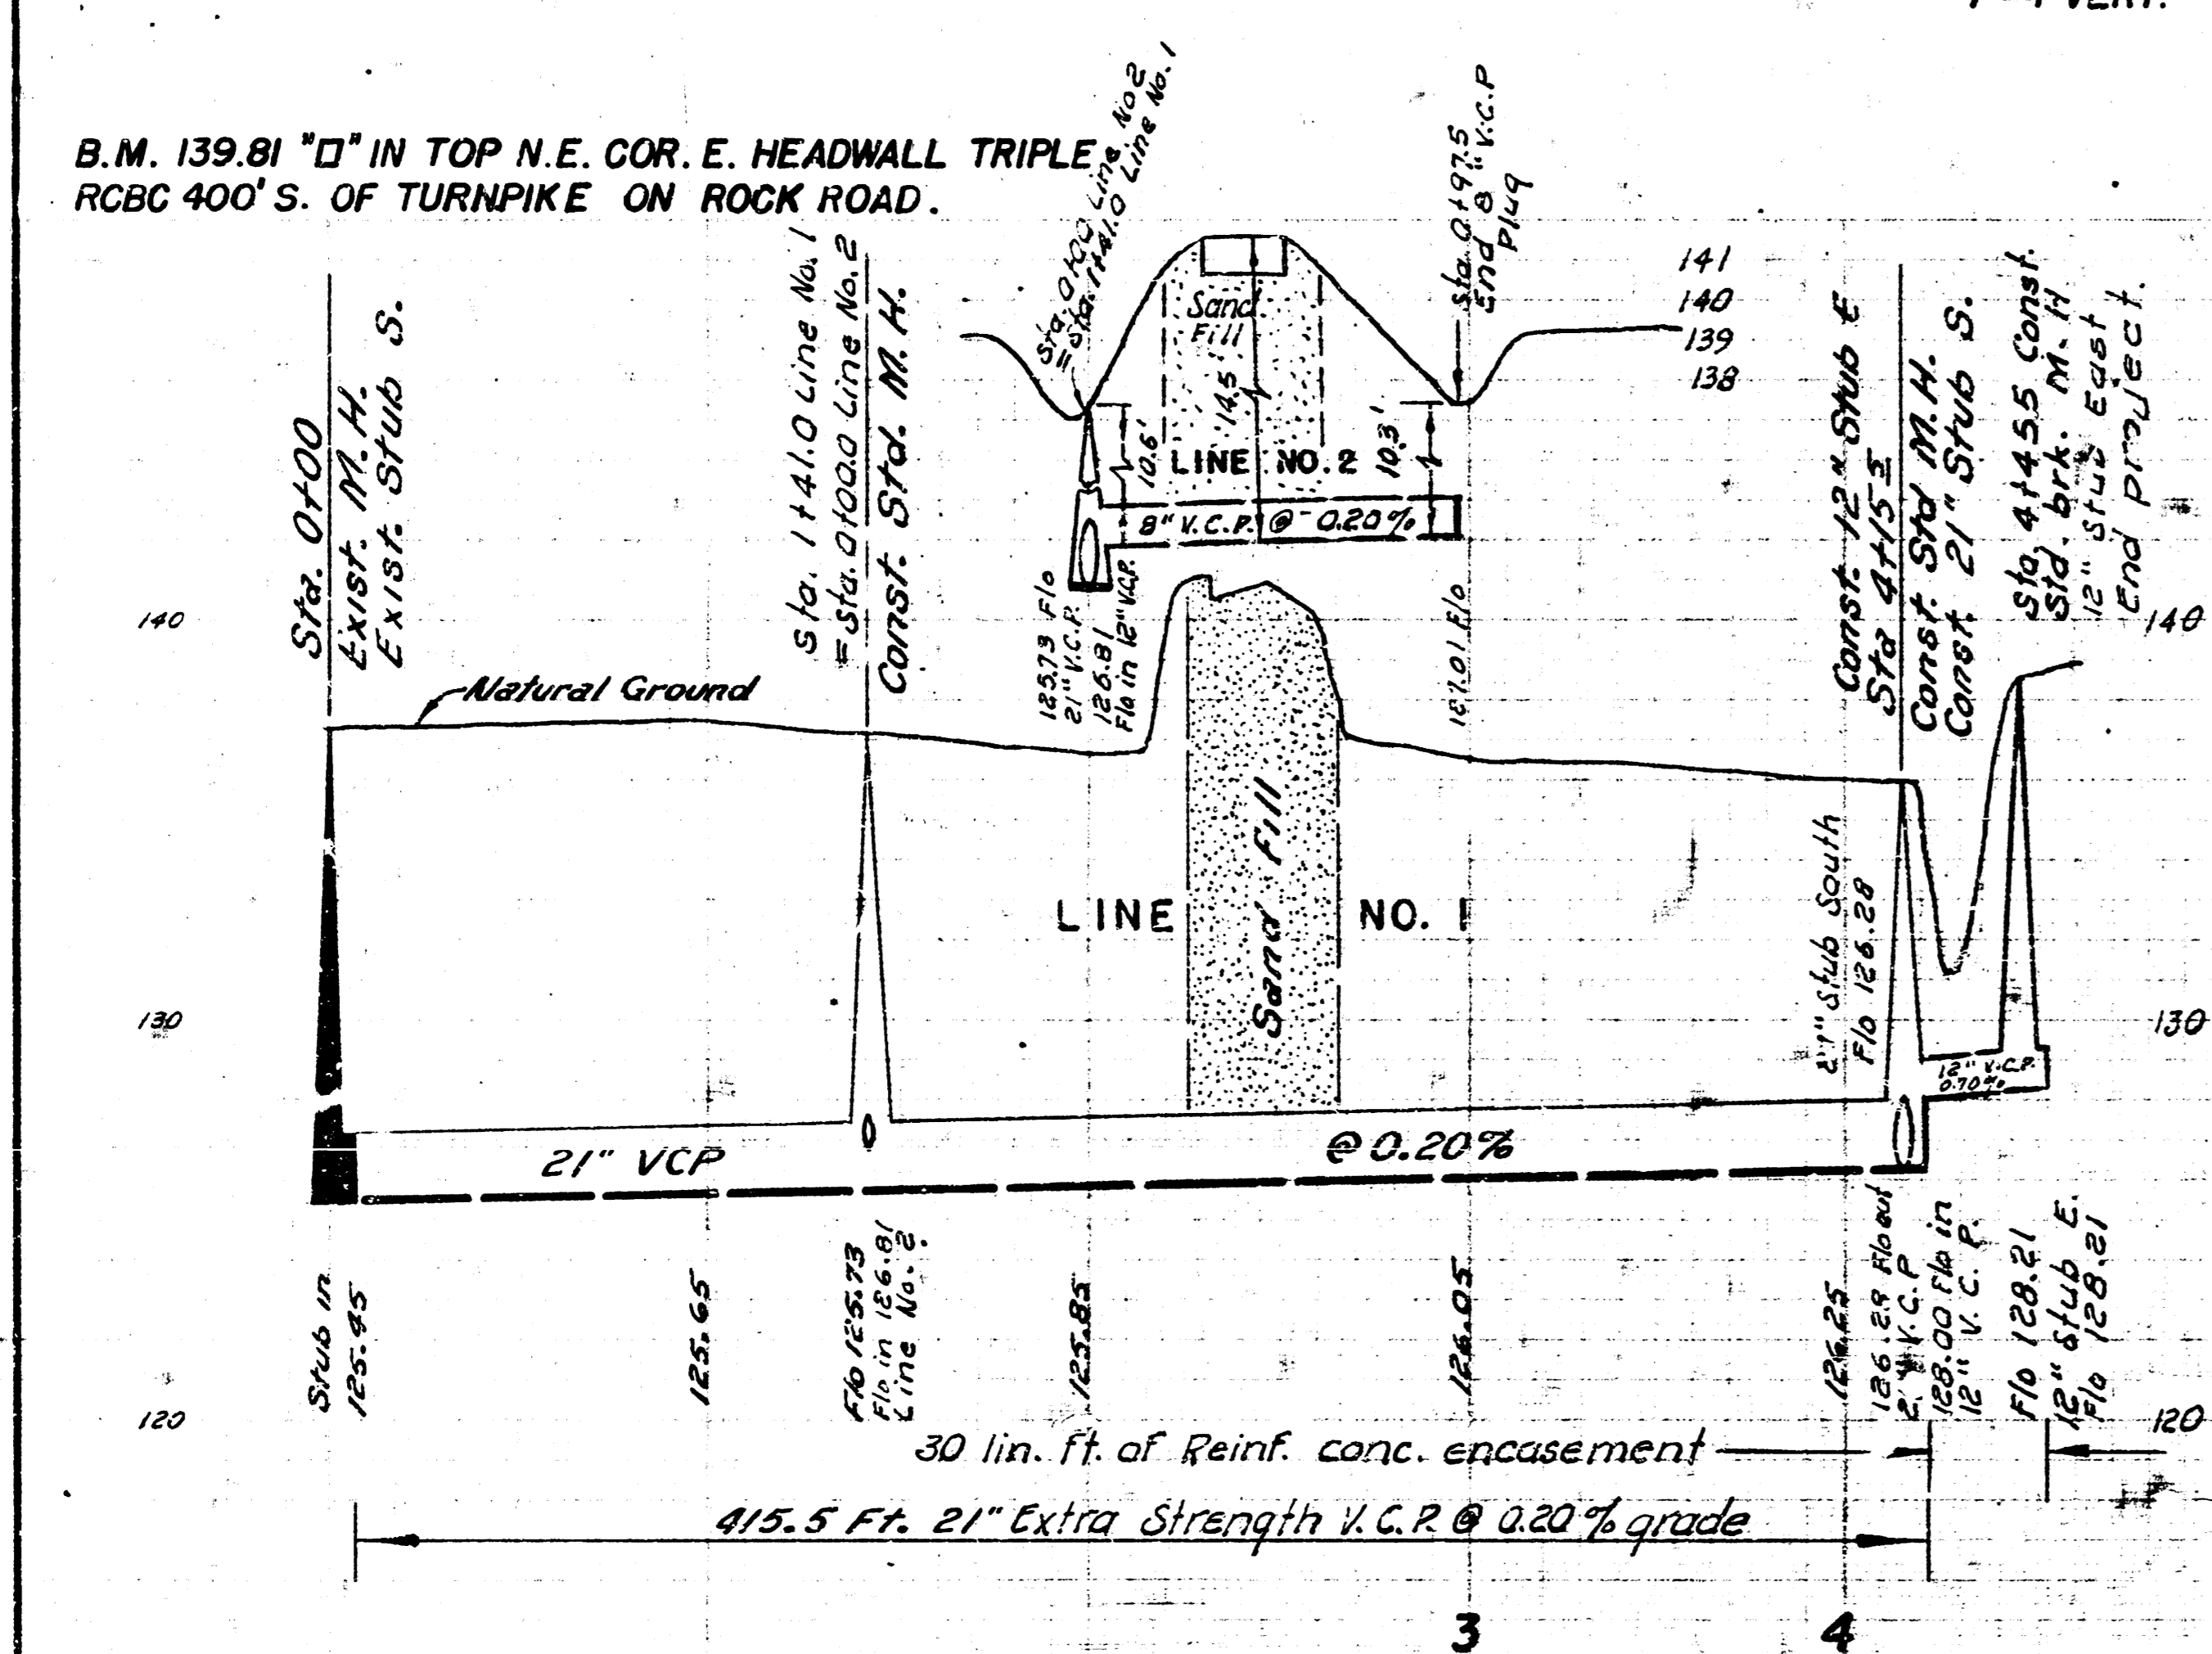 B.M. 139.81 "□" IN TOP N.E. COR. E. HEADWALL TRIPLE
RCBC 400' S. OF TURNPIKE ON ROCK ROAD.
Sta. 0+00 Line No 2
= Sta. 1+41.0 Line No. 1
Sta. 0+97.5
End 8" V.C.P
Plug
141
140
139
138
Sand
Fill
14.5
10.6'
10.3'
LINE NO. 2
8" V.C.P. @ - 0.20%
125.73 Flo
21" V.C.P.
126.81
Flo in 12" V.C.P.
127.01 Flo
Sta. 0+00
Exist. M.H.
Exist. Stub S.
Sta. 1+41.0 Line No. 1
= Sta. 0+00.0 Line No. 2
Const. Std. M.H.
Const. 12" Stub E
Sta 4+15 5
Const. Std M.H.
Const. 21" Stub S.
Sta. 4+45.5 Const.
Std. brk. M.H
12" Stub East
End Project.
140
140
Natural Ground
LINE NO. 1
Sand Fill
21" Stub South
Flo 126.28
130
130
12" V.C.P.
0.70%
21" VCP
@ 0.20%
Stub in
125.45
125.65
Flo 125.73
Flo in 126.81
Line No. 2.
125.85
126.05
126.25
126.28 Flo out
21" V.C.P
128.00 Flo in
12" V.C.P.
Flo 128.21
12" Stub E.
Flo 128.21
120
120
30 lin. ft. of Reinf. conc. encasement
415.5 Ft. 21" Extra Strength V.C.P. @ 0.20% grade
3
4